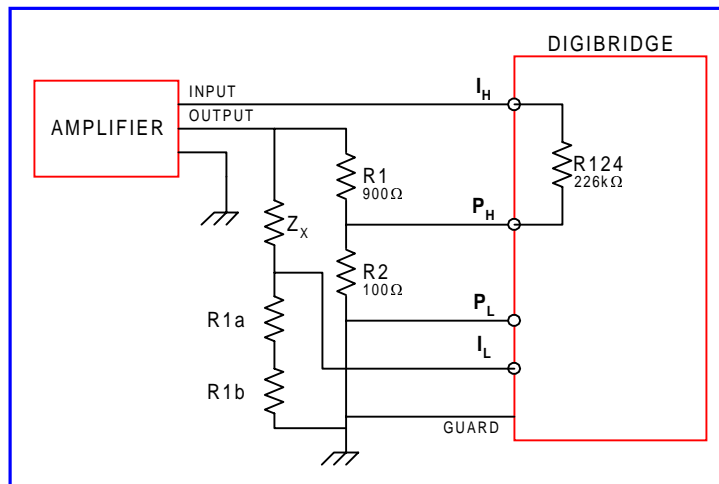 DIGIBRIDGE
INPUT
I_H
OUTPUT
AMPLIFIER
R124
226kΩ
R1
900Ω
P_H
Z_X
R2
100Ω
P_L
R1a
I_L
R1b
GUARD